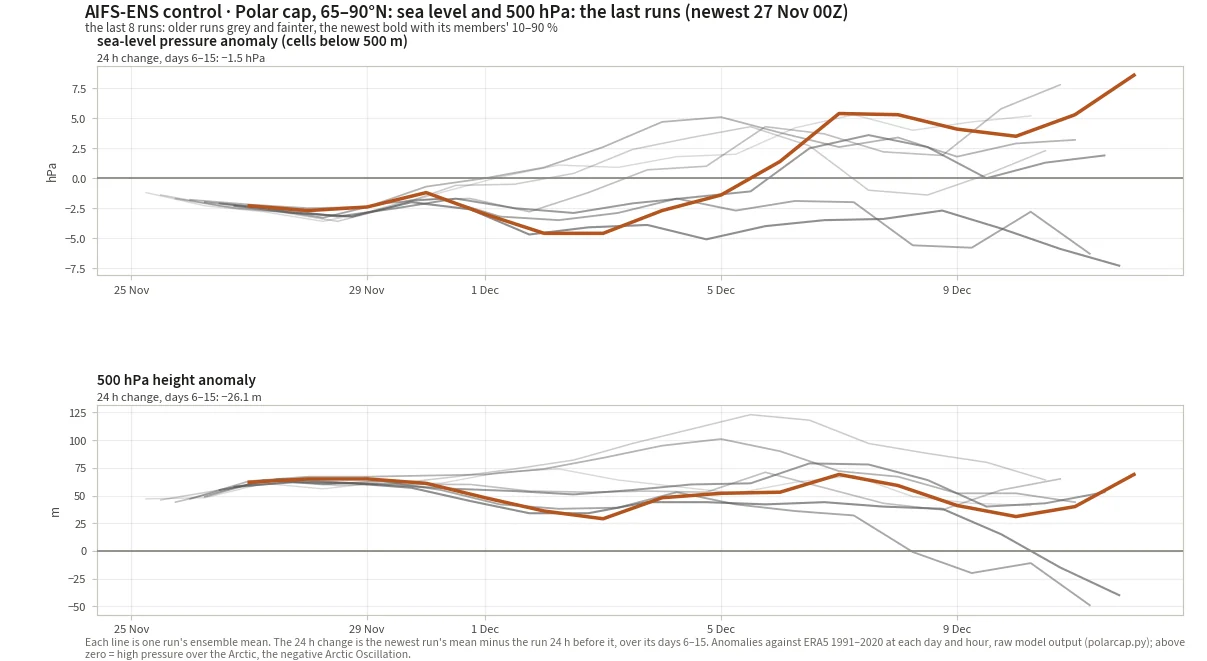 AIFS-ENS control · Polar cap, 65–90°N: sea level and 500 hPa: the last runs (newest 27 Nov 00Z)
the last 8 runs: older runs grey and fainter, the newest bold with its members' 10–90 %
sea-level pressure anomaly (cells below 500 m)
24 h change, days 6–15: −1.5 hPa
7.5
5.0
2.5
0.0
−2.5
−5.0
−7.5
hPa
25 Nov
29 Nov
1 Dec
5 Dec
9 Dec
500 hPa height anomaly
24 h change, days 6–15: −26.1 m
125
100
75
50
25
0
−25
−50
m
25 Nov
29 Nov
1 Dec
5 Dec
9 Dec
Each line is one run's ensemble mean. The 24 h change is the newest run's mean minus the run 24 h before it, over its days 6–15. Anomalies against ERA5 1991–2020 at each day and hour, raw model output (polarcap.py); above
zero = high pressure over the Arctic, the negative Arctic Oscillation.